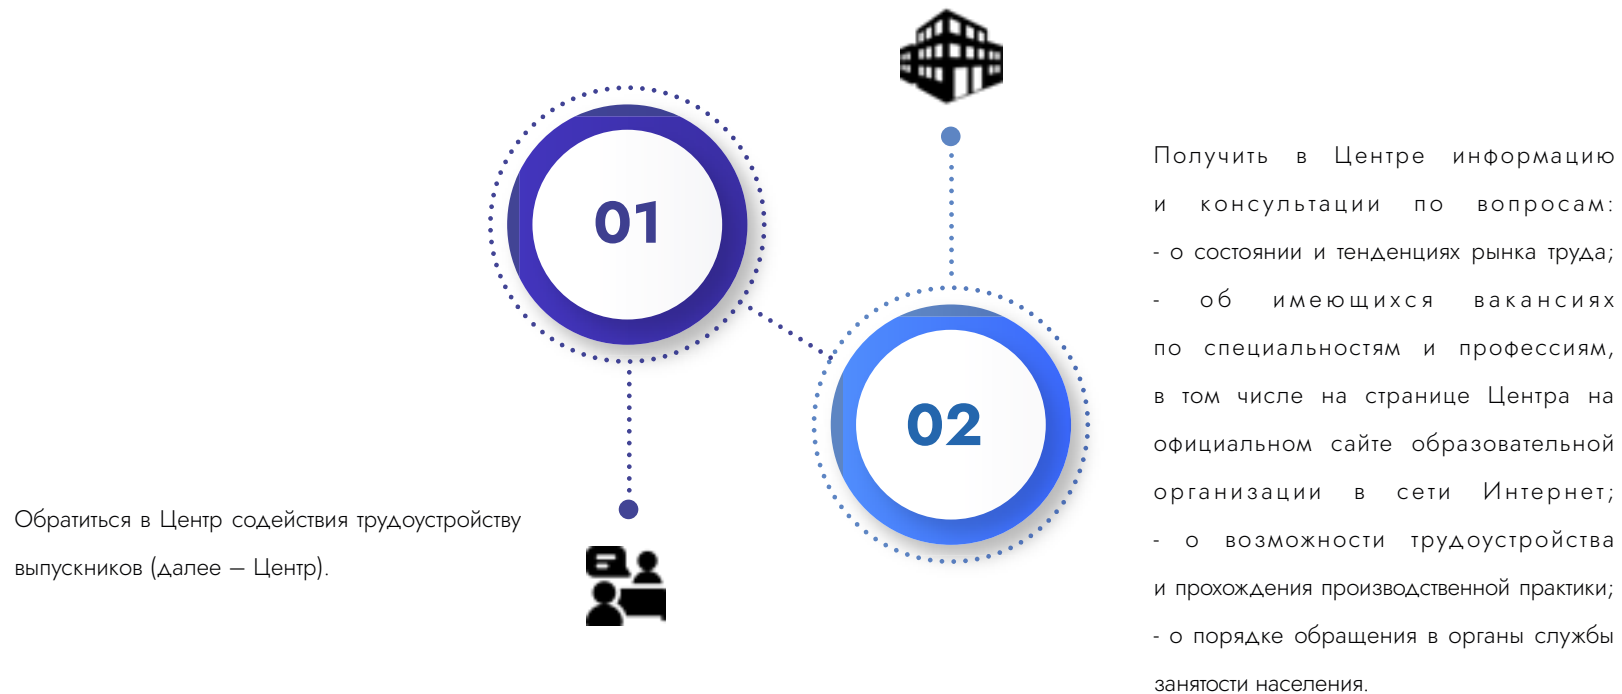 01
Обратиться в Центр содействия трудоустройству
выпускников (далее – Центр).
02
Получить в Центре информацию
и консультации по вопросам:
- о состоянии и тенденциях рынка труда;
- об имеющихся вакансиях
по специальностям и профессиям,
в том числе на странице Центра на
официальном сайте образовательной
организации в сети Интернет;
- о возможности трудоустройства
и прохождения производственной практики;
- о порядке обращения в органы службы
занятости населения.